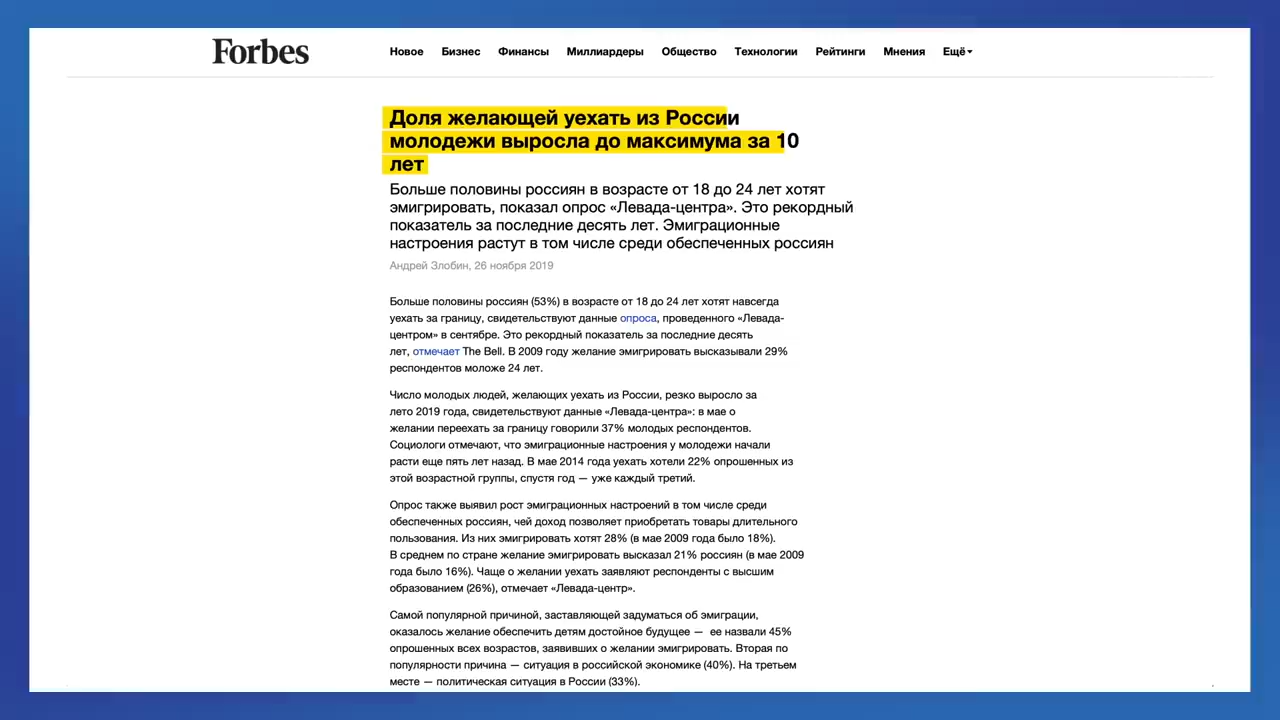 Forbes
Новое Бизнес Финансы Миллиардеры Общество Технологии Рейтинги Мнения Ещё
Доля желающей уехать из России
молодежи выросла до максимума за 10
лет
Больше половины россиян в возрасте от 18 до 24 лет хотят
эмигрировать, показал опрос «Левада-центра». Это рекордный
показатель за последние десять лет. Эмиграционные
настроения растут в том числе среди обеспеченных россиян
Андрей Злобин, 26 ноября 2019
Больше половины россиян (53%) в возрасте от 18 до 24 лет хотят навсегда
уехать за границу, свидетельствуют данные опроса, проведенного «Левада-
центром» в сентябре. Это рекордный показатель за последние десять
лет, отмечает The Bell. В 2009 году желание эмигрировать высказывали 29%
респондентов моложе 24 лет.
Число молодых людей, желающих уехать из России, резко выросло за
лето 2019 года, свидетельствуют данные «Левада-центра»: в мае о
желании переехать за границу говорили 37% молодых респондентов.
Социологи отмечают, что эмиграционные настроения у молодежи начали
расти еще пять лет назад. В мае 2014 года уехать хотели 22% опрошенных из
этой возрастной группы, спустя год — уже каждый третий.
Опрос также выявил рост эмиграционных настроений в том числе среди
обеспеченных россиян, чей доход позволяет приобретать товары длительного
пользования. Из них эмигрировать хотят 28% (в мае 2009 года было 18%).
В среднем по стране желание эмигрировать высказал 21% россиян (в мае 2009
года было 16%). Чаще о желании уехать заявляют респонденты с высшим
образованием (26%), отмечает «Левада-центр».
Самой популярной причиной, заставляющей задуматься об эмиграции,
оказалось желание обеспечить детям достойное будущее — ее назвали 45%
опрошенных всех возрастов, заявивших о желании эмигрировать. Вторая по
популярности причина — ситуация в российской экономике (40%). На третьем
месте — политическая ситуация в России (33%).